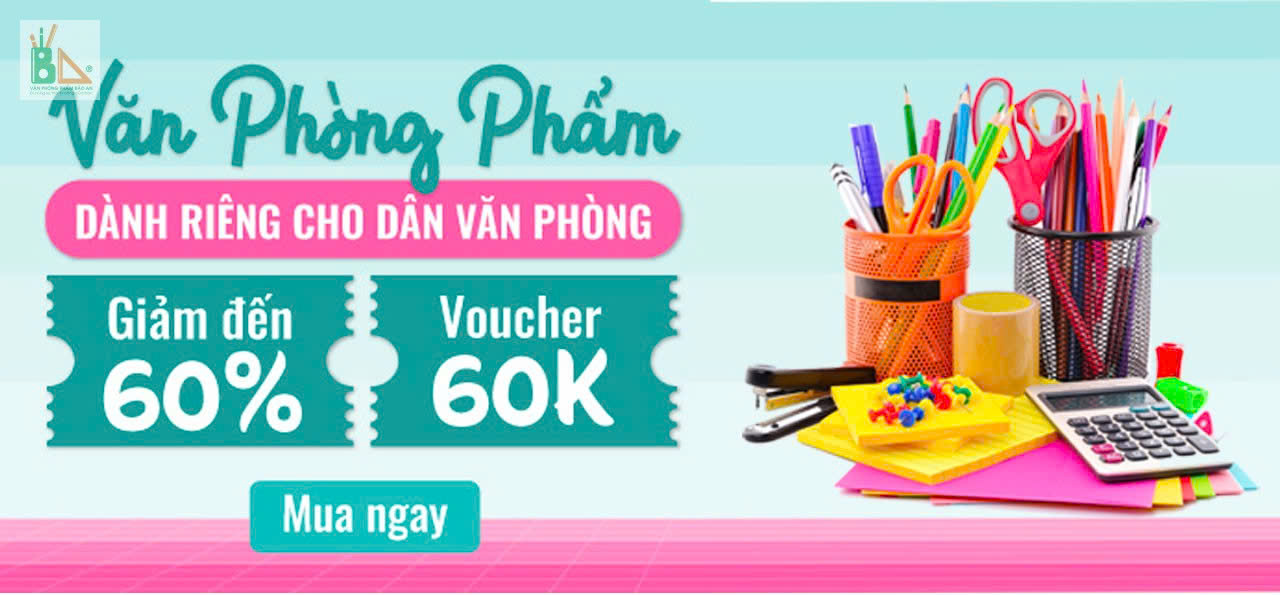 BA
VĂN PHÒNG PHẨM BẢO AN
Văn Phòng Phẩm
DÀNH RIÊNG CHO DÂN VĂN PHÒNG
Giảm đến
60%
Voucher
60K
Mua ngay